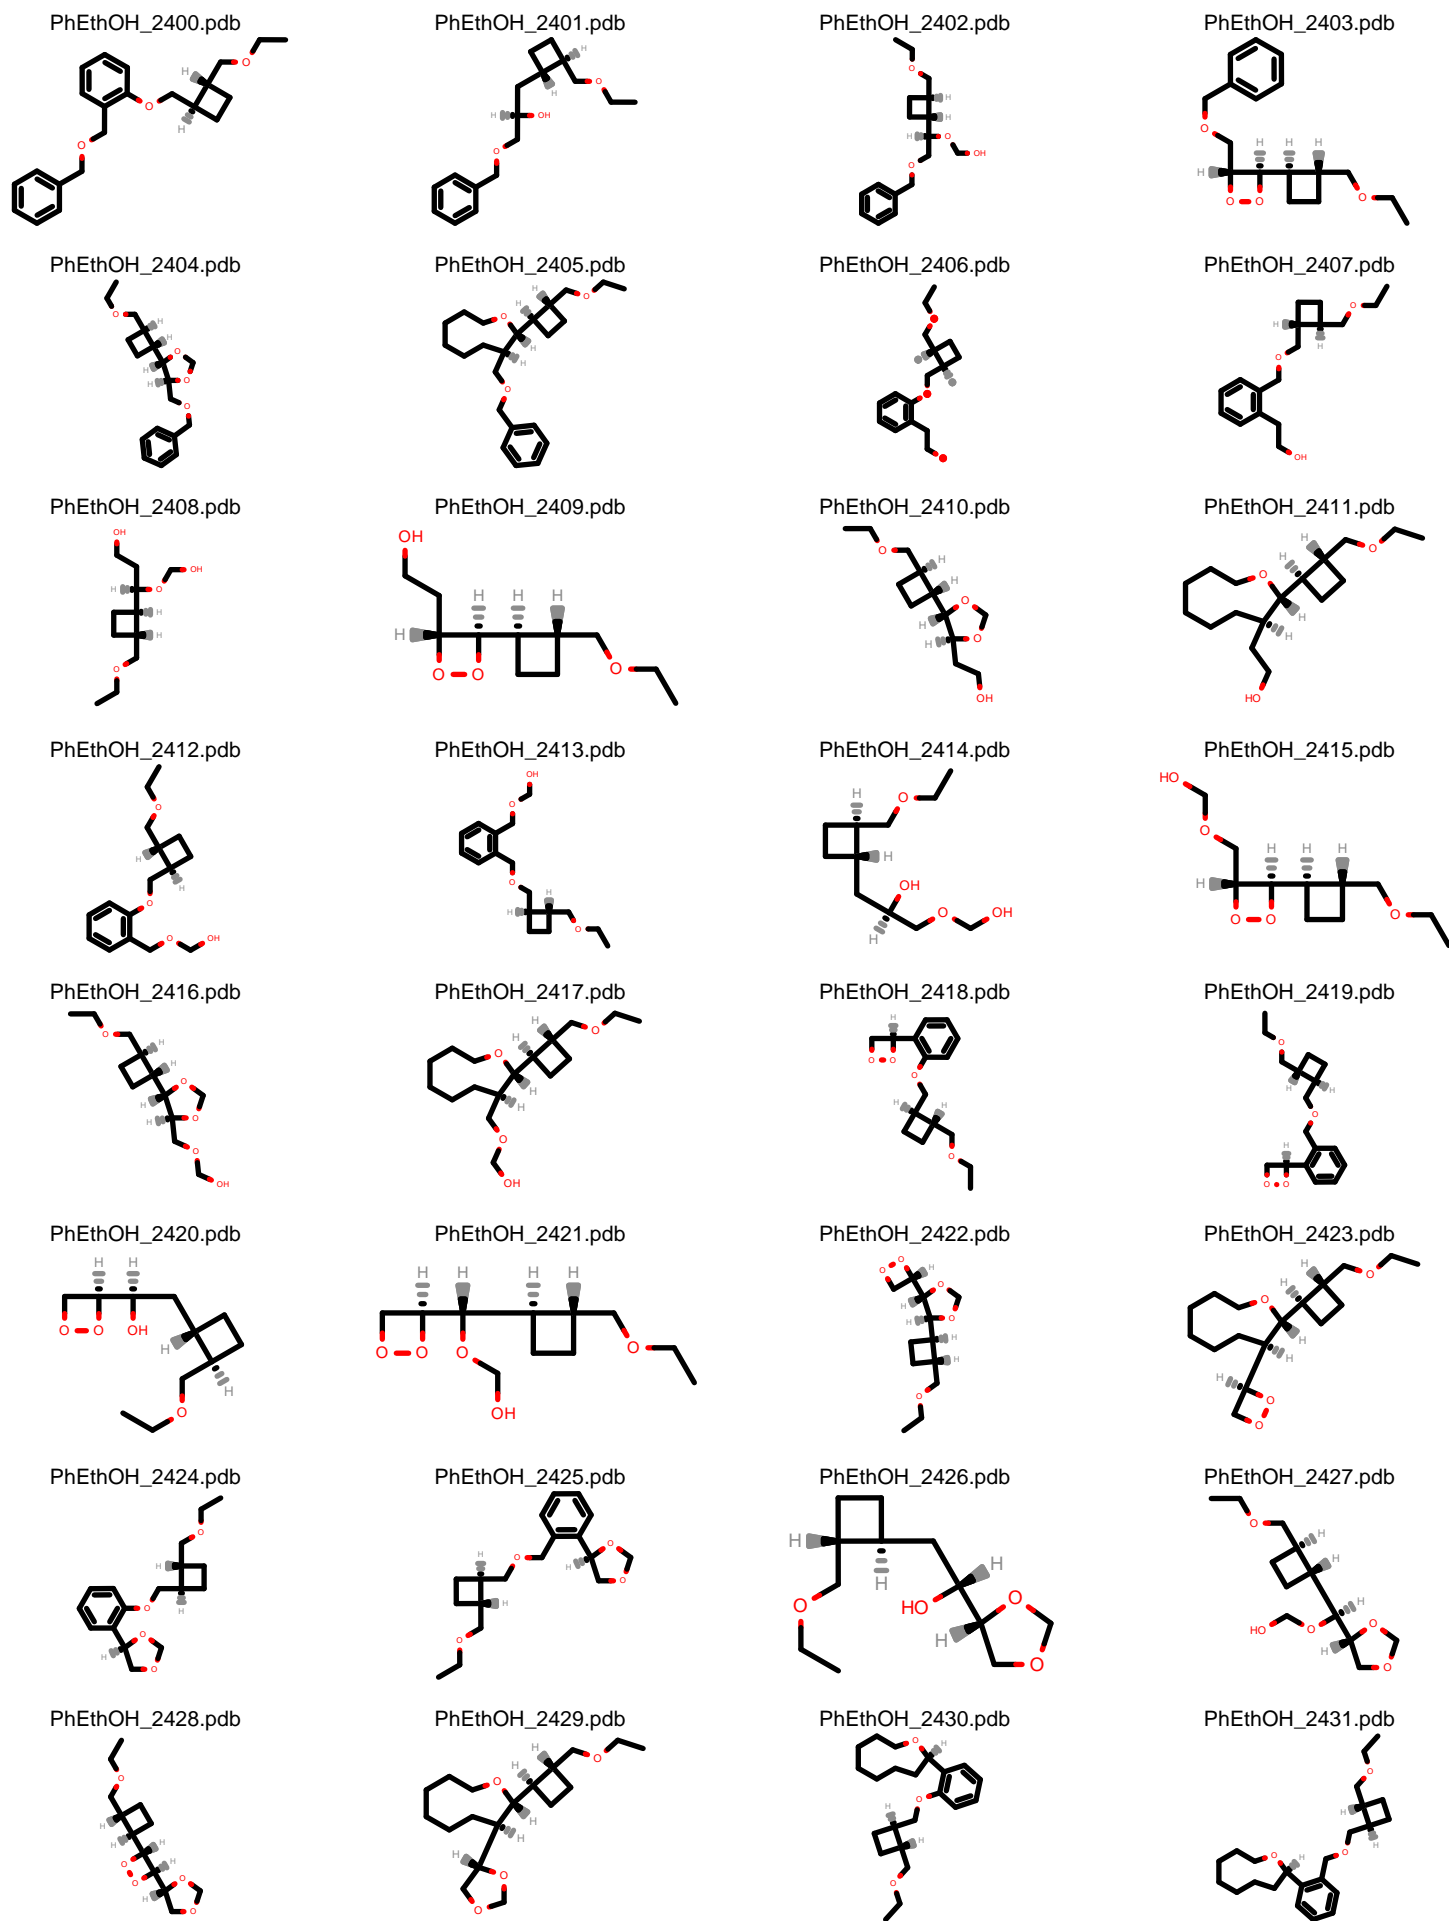 PhEthOH_2400.pdb PhEthOH_2401.pdb PhEthOH_2402.pdb PhEthOH_2403.pdb
PhEthOH_2404.pdb PhEthOH_2405.pdb PhEthOH_2406.pdb PhEthOH_2407.pdb
PhEthOH_2408.pdb PhEthOH_2409.pdb PhEthOH_2410.pdb PhEthOH_2411.pdb
PhEthOH_2412.pdb PhEthOH_2413.pdb PhEthOH_2414.pdb PhEthOH_2415.pdb
PhEthOH_2416.pdb PhEthOH_2417.pdb PhEthOH_2418.pdb PhEthOH_2419.pdb
PhEthOH_2420.pdb PhEthOH_2421.pdb PhEthOH_2422.pdb PhEthOH_2423.pdb
PhEthOH_2424.pdb PhEthOH_2425.pdb PhEthOH_2426.pdb PhEthOH_2427.pdb
PhEthOH_2428.pdb PhEthOH_2429.pdb PhEthOH_2430.pdb PhEthOH_2431.pdb